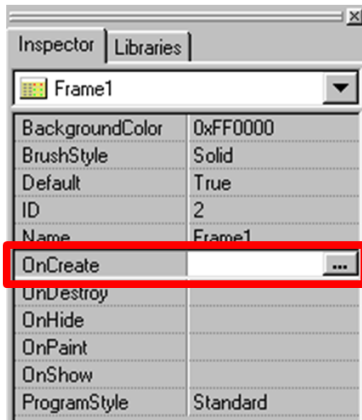 Inspector Libraries
Frame1
BackgroundColor 0xFF0000
BrushStyle Solid
Default True
ID 2
Name Frame1
OnCreate ...
OnDestroy
OnHide
OnPaint
OnShow
ProgramStyle Standard